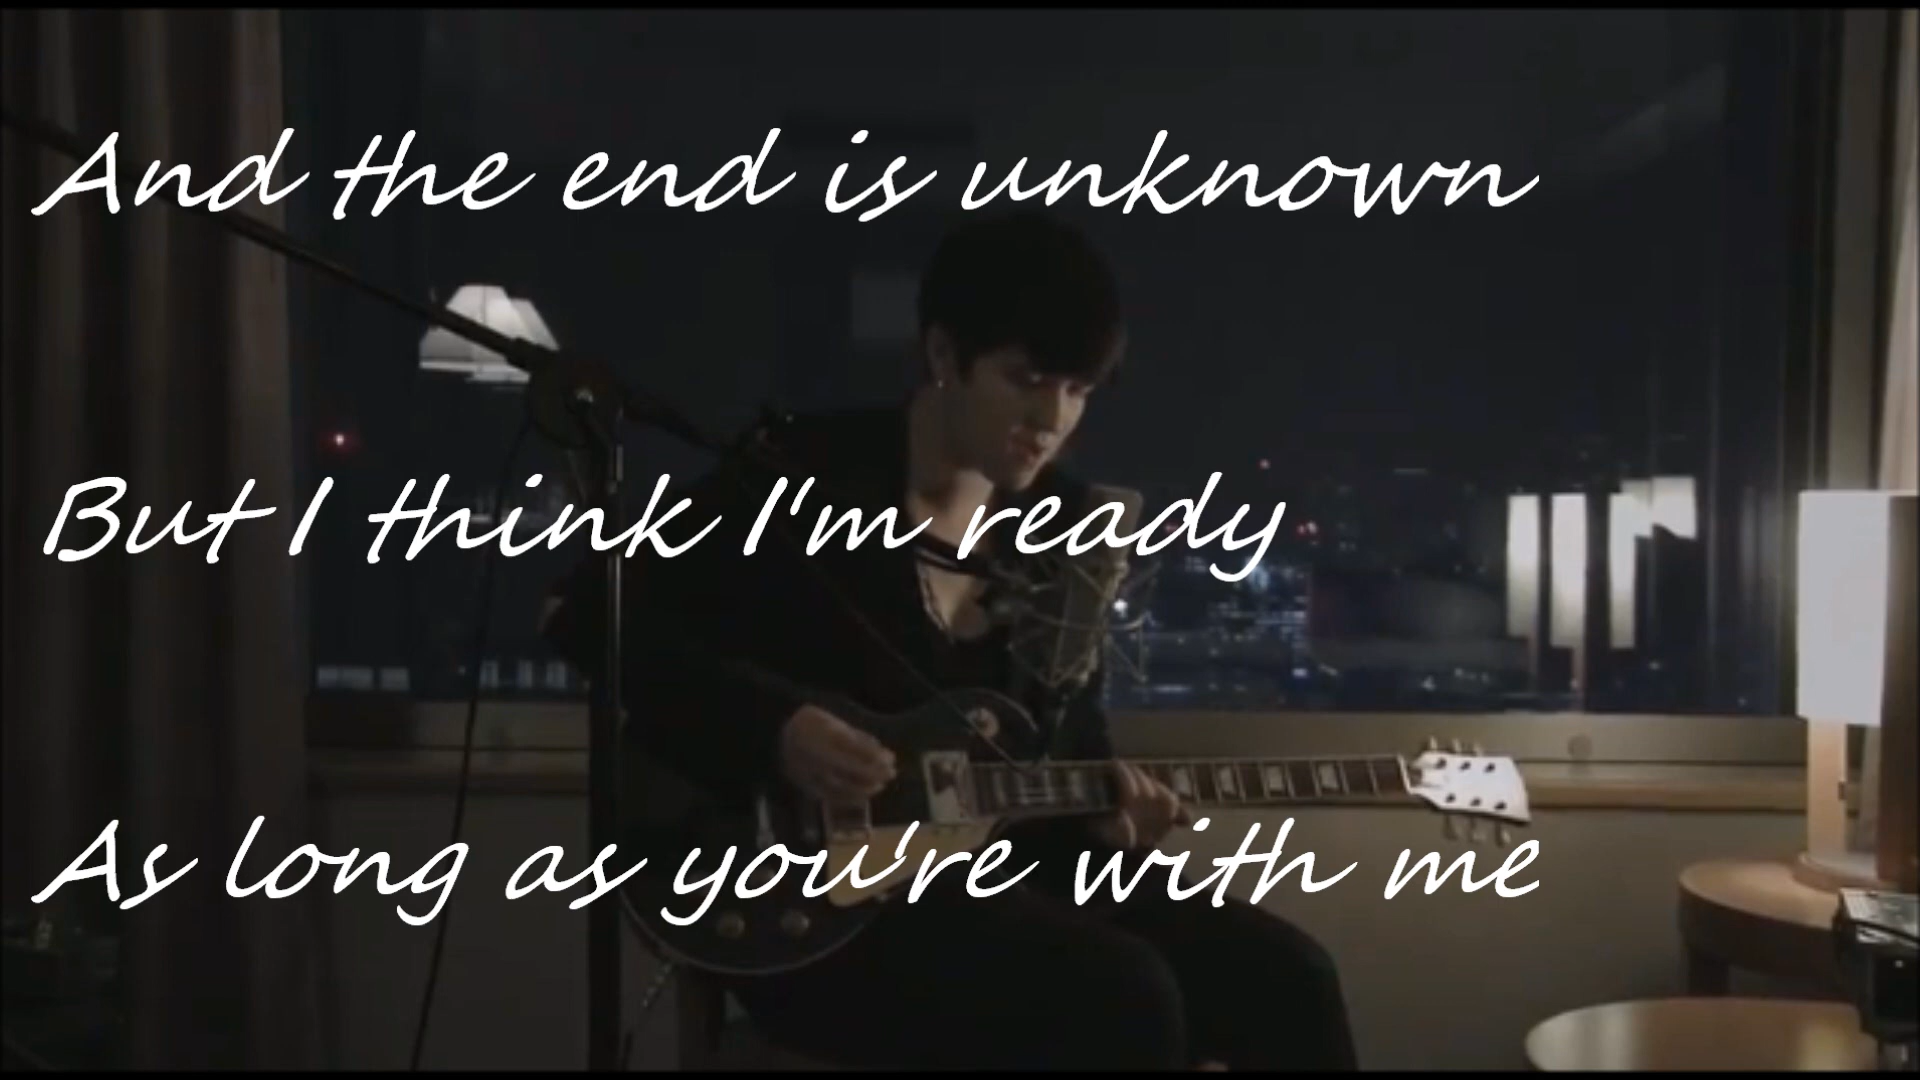 And the end is unknown
But I think I'm ready
As long as you're with me